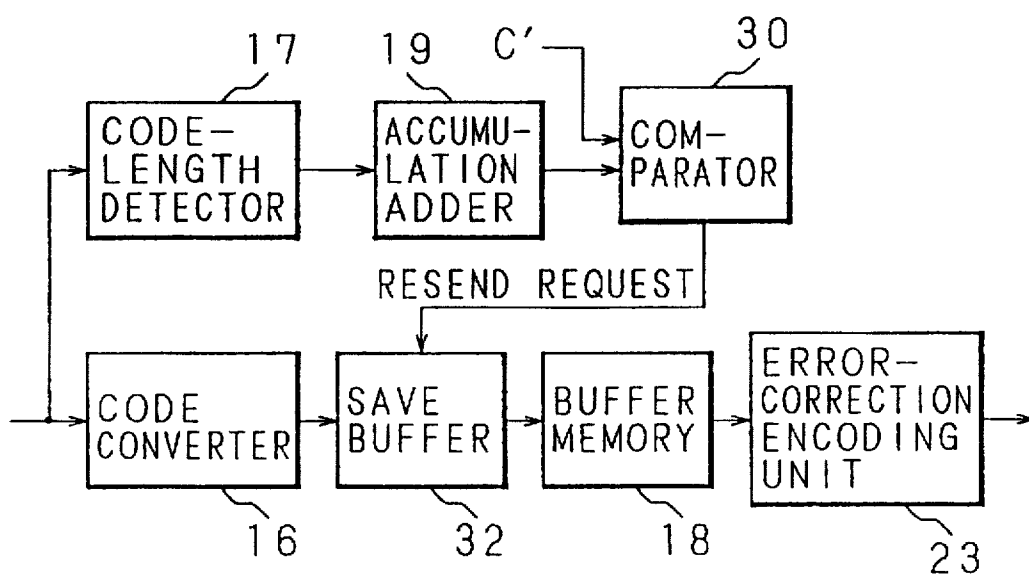 17
19
C′
30
CODE-
LENGTH
DETECTOR
ACCUMU-
LATION
ADDER
COM-
PARATOR
RESEND REQUEST
CODE
CONVERTER
SAVE
BUFFER
BUFFER
MEMORY
ERROR-
CORRECTION
ENCODING
UNIT
16
32
18
23